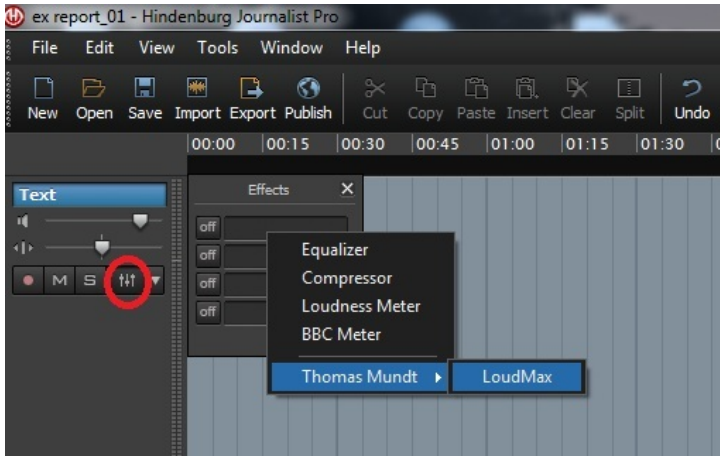 ex report_01 - Hindenburg Journalist Pro
File Edit View Tools Window Help
New Open Save Import Export Publish Cut Copy Paste Insert Clear Split Undo
00:00 00:15 00:30 00:45 01:00 01:15 01:30
Text
Effects
off
off
off
off
M S
Equalizer
Compressor
Loudness Meter
BBC Meter
Thomas Mundt
LoudMax